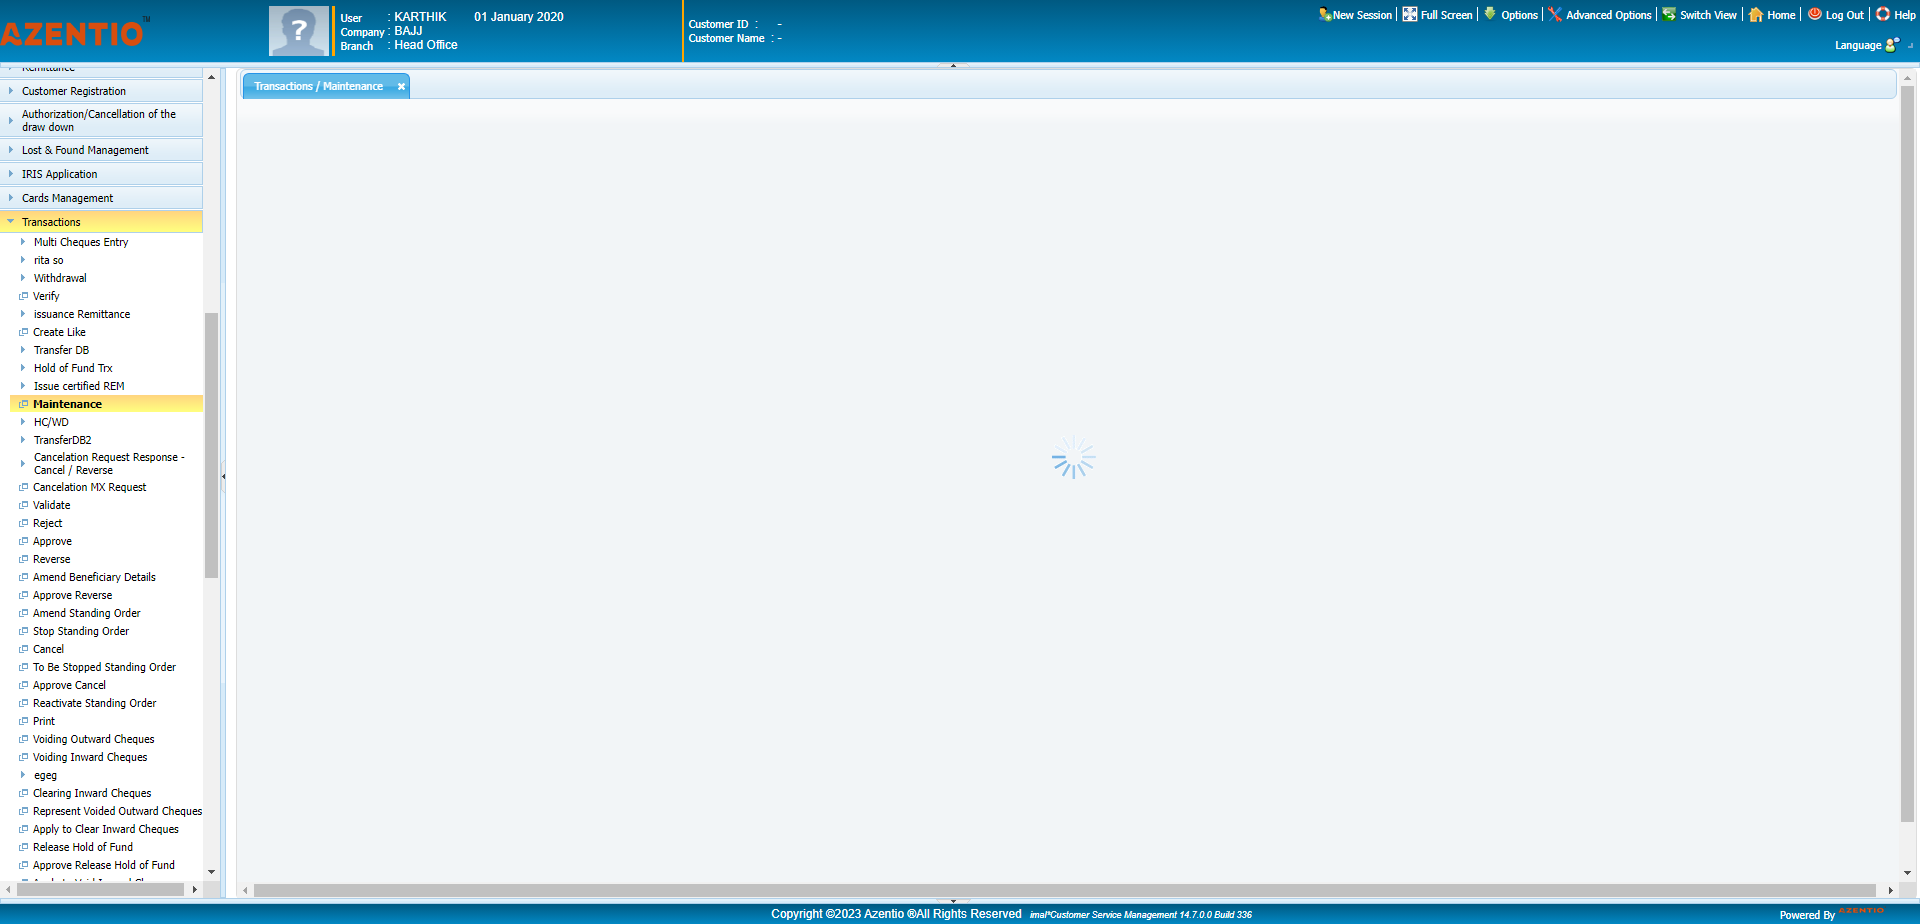 AZENTIO™
User : KARTHIK 01 January 2020
Company : BAJJ
Branch : Head Office
Customer ID : -
Customer Name : -
New Session Full Screen Options Advanced Options Switch View Home Log Out Help
Language
Remittance
Customer Registration
Authorization/Cancellation of the
draw down
Lost & Found Management
IRIS Application
Cards Management
Transactions
Multi Cheques Entry
rita so
Withdrawal
Verify
issuance Remittance
Create Like
Transfer DB
Hold of Fund Trx
Issue certified REM
Maintenance
HC/WD
TransferDB2
Cancelation Request Response -
Cancel / Reverse
Cancelation MX Request
Validate
Reject
Approve
Reverse
Amend Beneficiary Details
Approve Reverse
Amend Standing Order
Stop Standing Order
Cancel
To Be Stopped Standing Order
Approve Cancel
Reactivate Standing Order
Print
Voiding Outward Cheques
Voiding Inward Cheques
egeg
Clearing Inward Cheques
Represent Voided Outward Cheques
Apply to Clear Inward Cheques
Release Hold of Fund
Approve Release Hold of Fund
Transactions / Maintenance
Copyright ©2023 Azentio ®All Rights Reserved imal*Customer Service Management 14.7.0.0 Build 336
Powered By AZENTIO